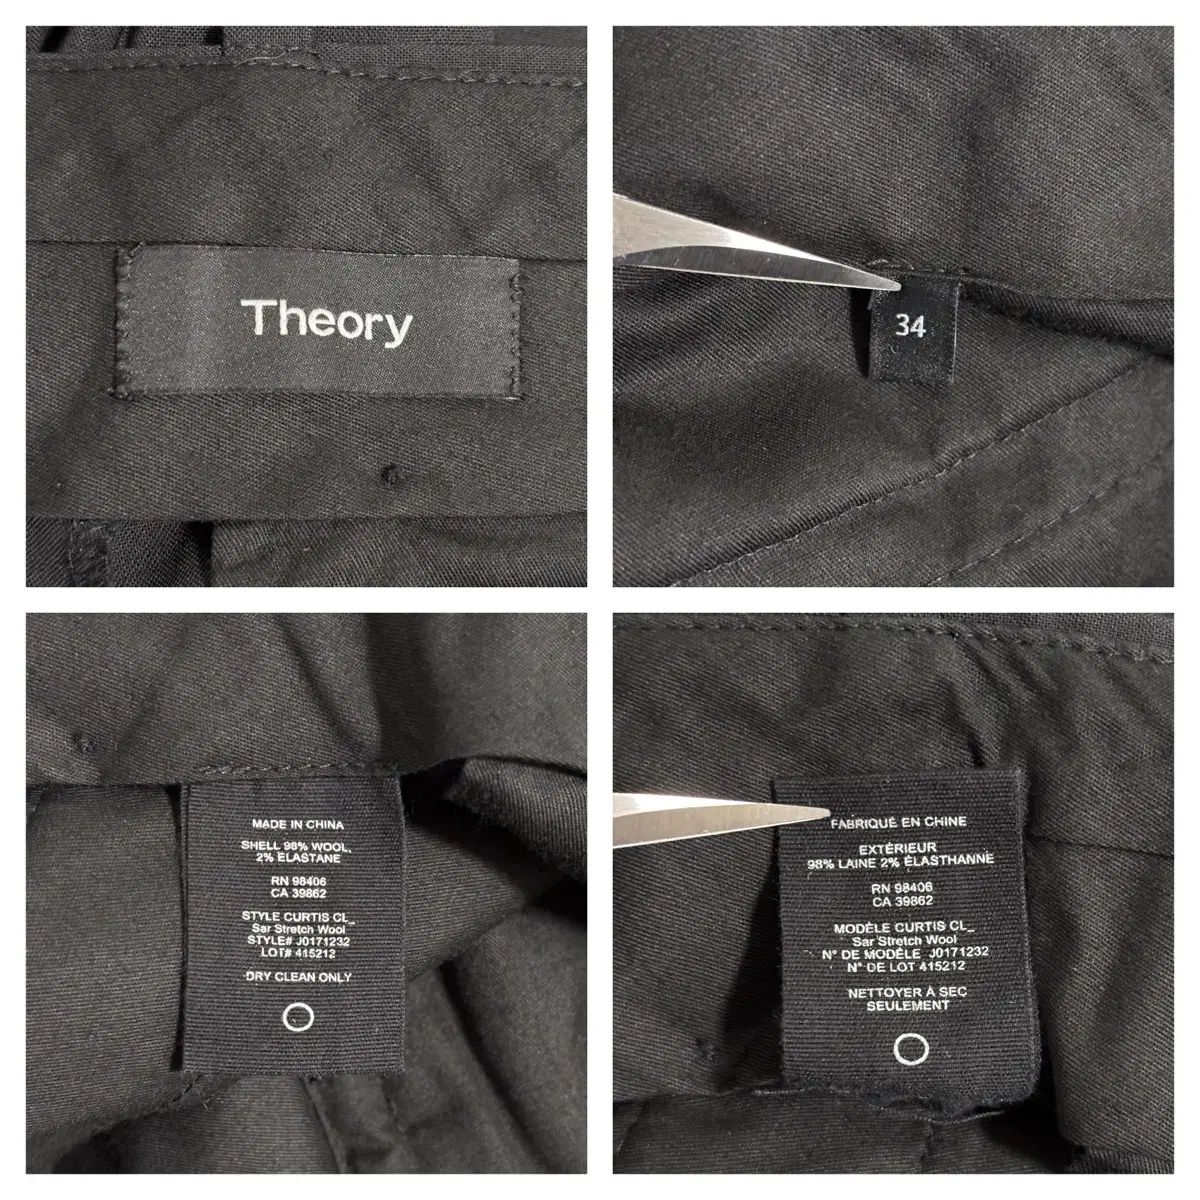 Theory
34
MADE IN CHINA
SHELL 98% WOOL,
2% ELASTANE
RN 98406
CA 39862
STYLE CURTIS CL_
Sar Stretch Wool
STYLE# J0171232
LOT# 415212
DRY CLEAN ONLY
FABRIQUÉ EN CHINE
EXTÉRIEUR
98% LAINE 2% ÉLASTHANNE
RN 98406
CA 39862
MODÈLE CURTIS CL_
Sar Stretch Wool
N° DE MODÈLE J0171232
N° DE LOT 415212
NETTOYER À SEC
SEULEMENT